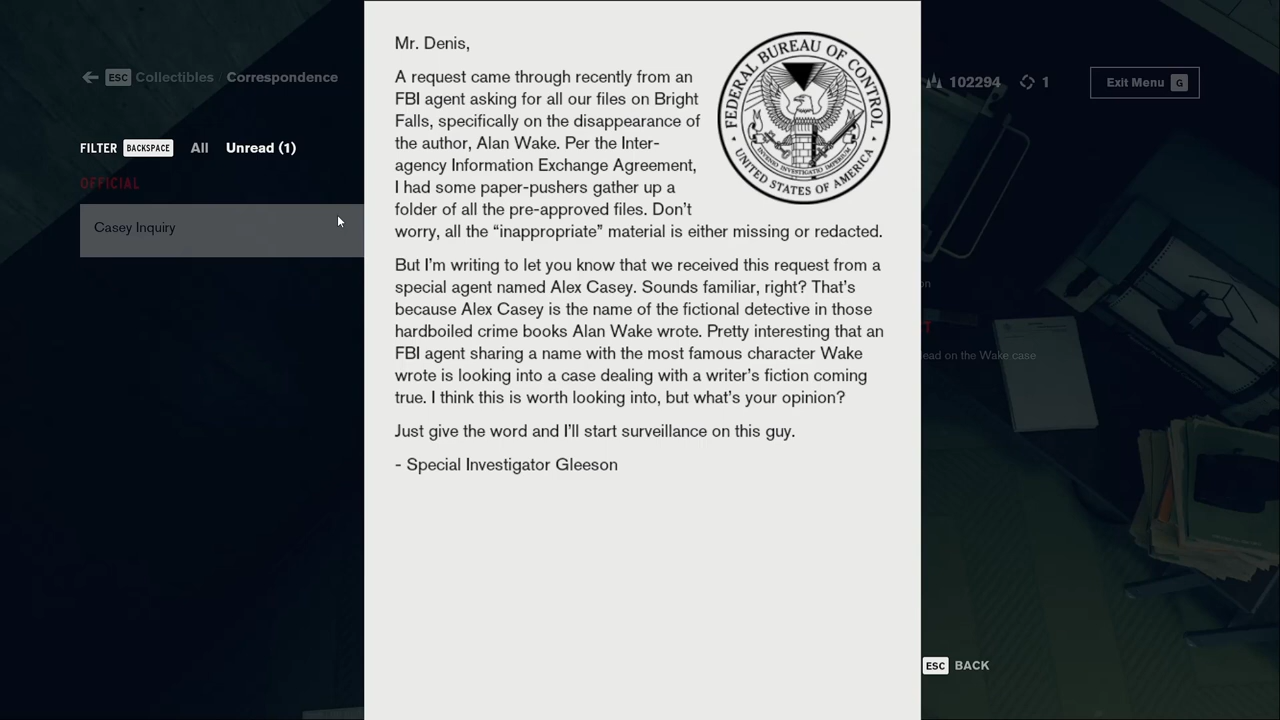 ESC Collectibles Correspondence
102294 1
Exit Menu G
FILTER BACKSPACE All Unread (1)
OFFICIAL
Casey Inquiry
Mr. Denis,
A request came through recently from an
FBI agent asking for all our files on Bright
Falls, specifically on the disappearance of
the author, Alan Wake. Per the Inter-
agency Information Exchange Agreement,
I had some paper-pushers gather up a
folder of all the pre-approved files. Don’t
worry, all the “inappropriate” material is either missing or redacted.
But I’m writing to let you know that we received this request from a
special agent named Alex Casey. Sounds familiar, right? That’s
because Alex Casey is the name of the fictional detective in those
hardboiled crime books Alan Wake wrote. Pretty interesting that an
FBI agent sharing a name with the most famous character Wake
wrote is looking into a case dealing with a writer’s fiction coming
true. I think this is worth looking into, but what’s your opinion?
Just give the word and I’ll start surveillance on this guy.
- Special Investigator Gleeson
FEDERAL BUREAU OF CONTROL
INVENIO INVESTIGATIO IMPERIUM
UNITED STATES OF AMERICA
on
T
ead on the Wake case
ESC BACK